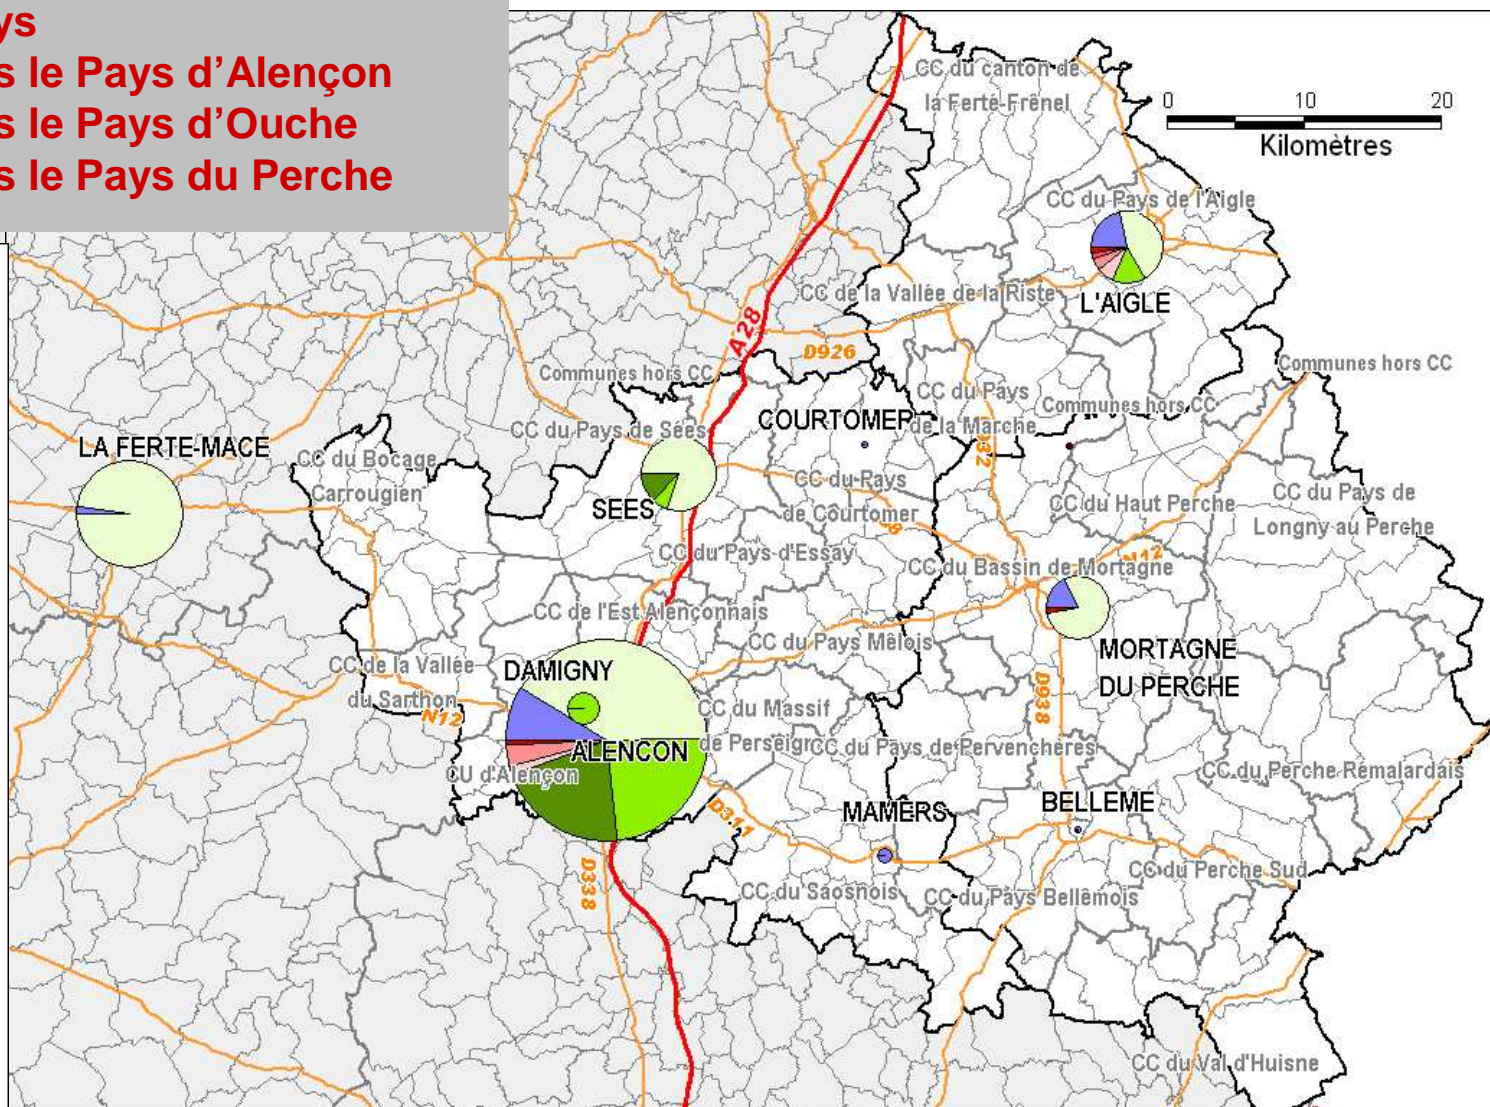 ys
s le Pays d’Alençon
s le Pays d’Ouche
s le Pays du Perche
CC du canton de
la Ferté-Frênel
0 10 20
Kilomètres
CC du Pays de l'Aigle
L'AIGLE
CC de la Vallée de la Riste
A 28
D926
Communes hors CC
Communes hors CC
CC du Pays
de la Marche
Communes hors CC
COURTOMER
LA FERTE-MACE
CC du Pays de Sées
CC du Bocage
Carrougien
SEES
CC du Pays
de Courtomer
CC du Haut Perche
CC du Pays de
Longny au Perche
CC du Pays d'Essay
N12
CC du Bassin de Mortagne
CC de l'Est Alençonnais
CC du Pays Mêlois
MORTAGNE
DU PERCHE
CC de la Vallée
du Sarthon
DAMIGNY
N12
D938
CC du Massif
de Perseigne
CC du Pays de Pervenchères
ALENCON
CU d'Alençon
CC du Perche Rémalardais
D311
MAMERS
BELLEME
D338
CC du Perche Sud
CC du Saosnois
CC du Pays Bellêmois
CC du Val d'Huisne